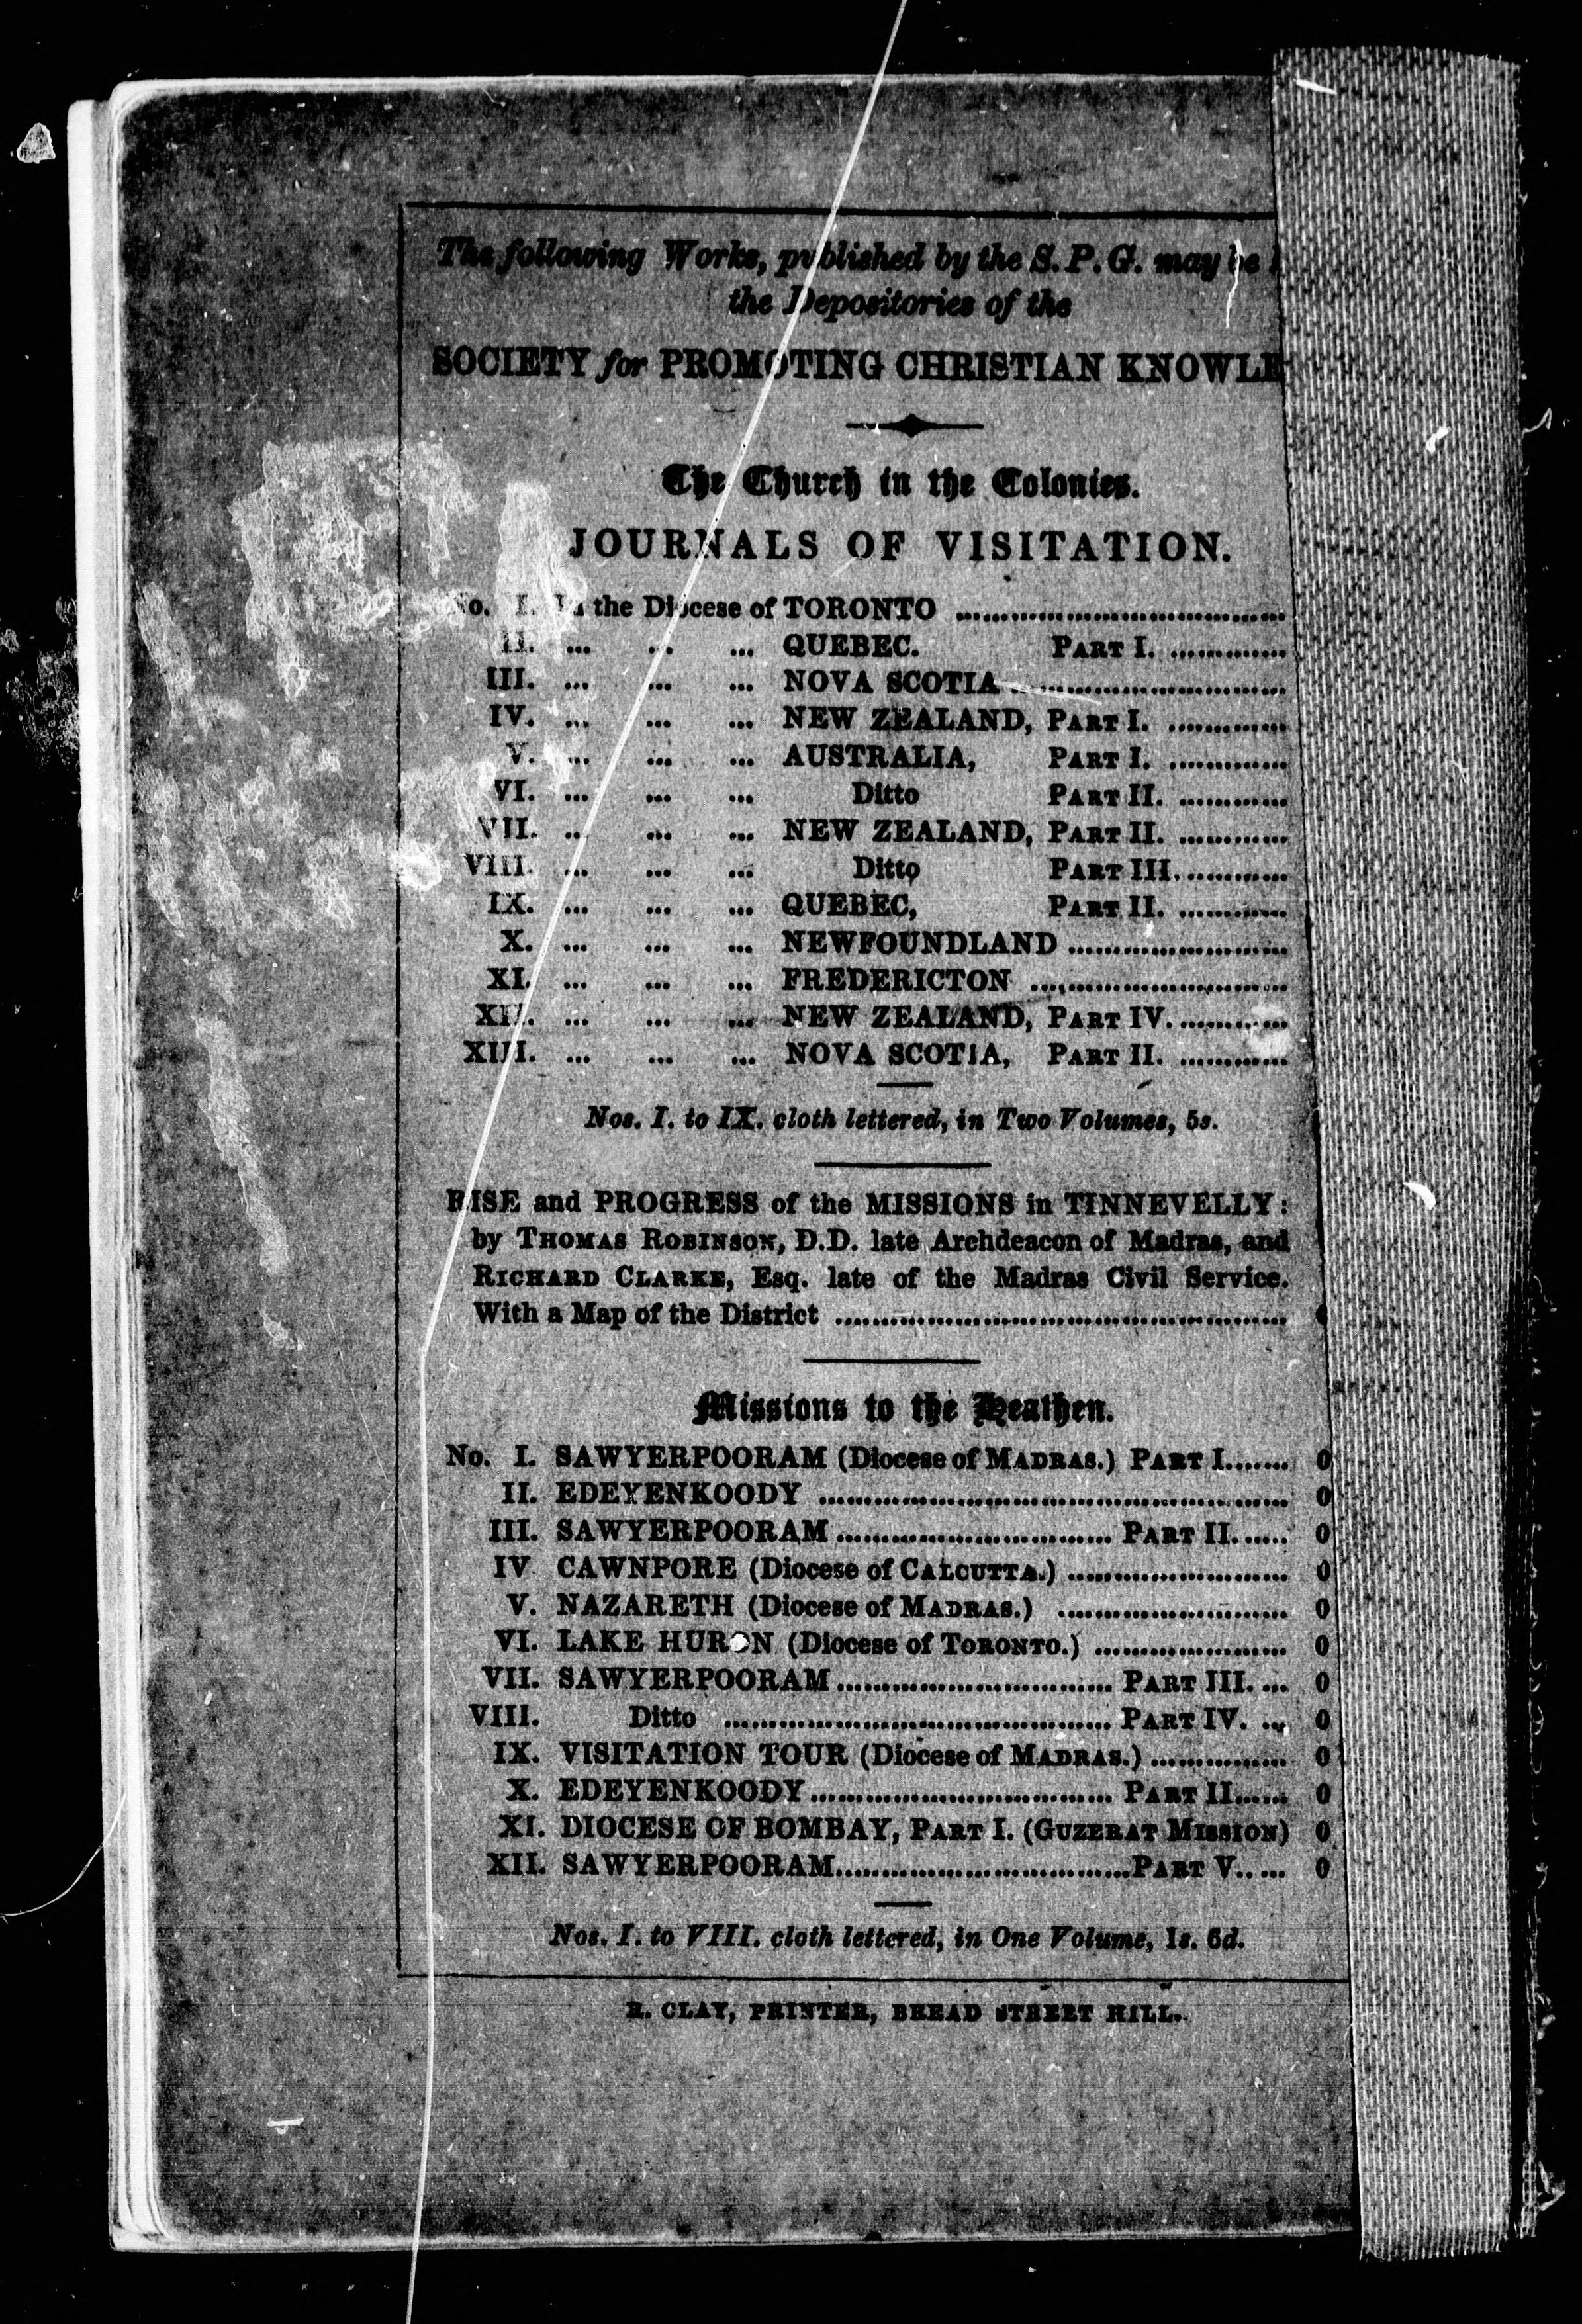 The following Works, published by the S. P. G. may be
the Depositories of the
SOCIETY for PROMOTING CHRISTIAN KNOWLE
The Church in the Colonies.
JOURNALS OF VISITATION.
No. I. In the Diocese of TORONTO ....................................
II. ... ... ... QUEBEC. PART I. .............
III. ... ... ... NOVA SCOTIA ..............................
IV. ... ... ... NEW ZEALAND, PART I. .............
V. ... ... ... AUSTRALIA, PART I. .............
VI. ... ... ... Ditto PART II. ............
VII. ... ... ... NEW ZEALAND, PART II. ............
VIII. ... ... ... Ditto PART III. ............
IX. ... ... ... QUEBEC, PART II. ............
X. ... ... ... NEWFOUNDLAND ........................
XI. ... ... ... FREDERICTON ............................
XII. ... ... ... NEW ZEALAND, PART IV. ............
XIII. ... ... ... NOVA SCOTIA, PART II. ............
Nos. I. to IX. cloth lettered, in Two Volumes, 5s.
RISE and PROGRESS of the MISSIONS in TINNEVELLY:
by THOMAS ROBINSON, D.D. late Archdeacon of Madras, and
RICHARD CLARKE, Esq. late of the Madras Civil Service.
With a Map of the District ..................................................
Missions to the Heathen.
No. I. SAWYERPOORAM (Diocese of MADRAS.) PART I....... 0
II. EDEYENKOODY .................................................... 0
III. SAWYERPOORAM .............................. PART II. ...... 0
IV CAWNPORE (Diocese of CALCUTTA.) ........................ 0
V. NAZARETH (Diocese of MADRAS.) ......................... 0
VI. LAKE HURON (Diocese of TORONTO.) ..................... 0
VII. SAWYERPOORAM .............................. PART III. ... 0
VIII. Ditto .......................................... PART IV. ... 0
IX. VISITATION TOUR (Diocese of MADRAS.) ............... 0
X. EDEYENKOODY ................................. PART II...... 0
XI. DIOCESE OF BOMBAY, PART I. (GUZERAT MISSION) 0
XII. SAWYERPOORAM ................................ PART V. .... 0
Nos. I. to VIII. cloth lettered, in One Volume, 1s. 6d.
R. CLAY, PRINTER, BREAD STREET HILL.